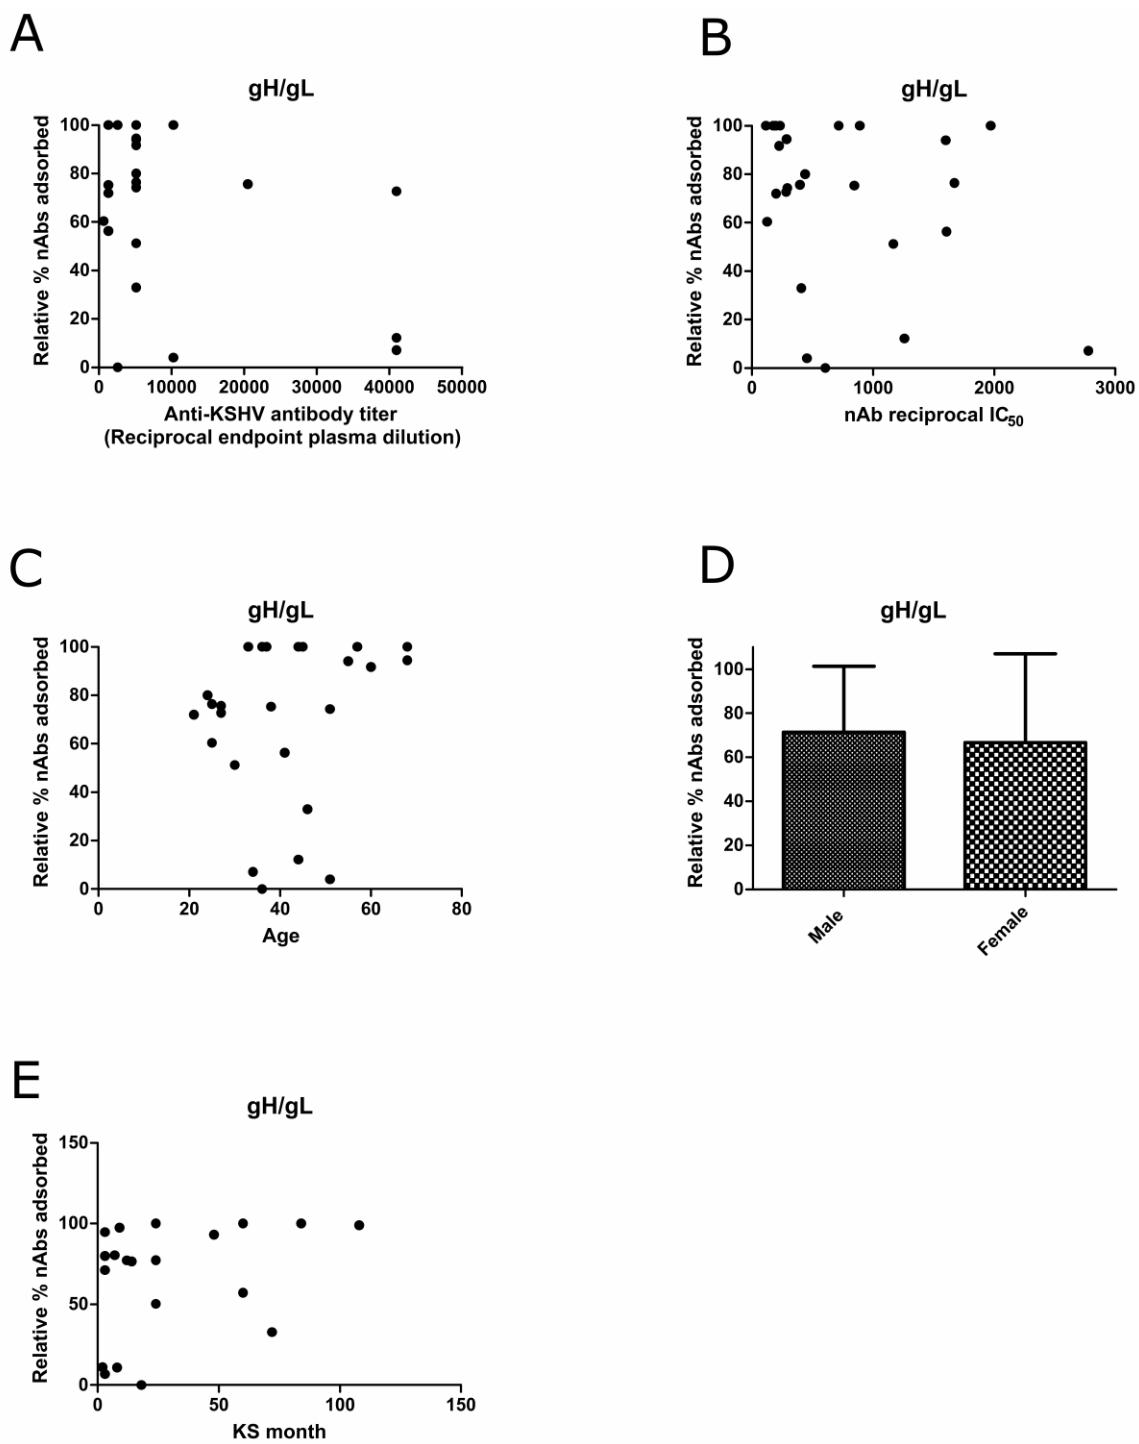 A
gH/gL
Relative % nAbs adsorbed
100
80
60
40
20
0
0 10000 20000 30000 40000 50000
Anti-KSHV antibody titer
(Reciprocal endpoint plasma dilution)
B
gH/gL
Relative % nAbs adsorbed
100
80
60
40
20
0
0 1000 2000 3000
nAb reciprocal IC50
C
gH/gL
Relative % nAbs adsorbed
100
80
60
40
20
0
0 20 40 60 80
Age
D
gH/gL
Relative % nAbs adsorbed
100
80
60
40
20
0
Male
Female
E
gH/gL
Relative % nAbs adsorbed
150
100
50
0
0 50 100 150
KS month